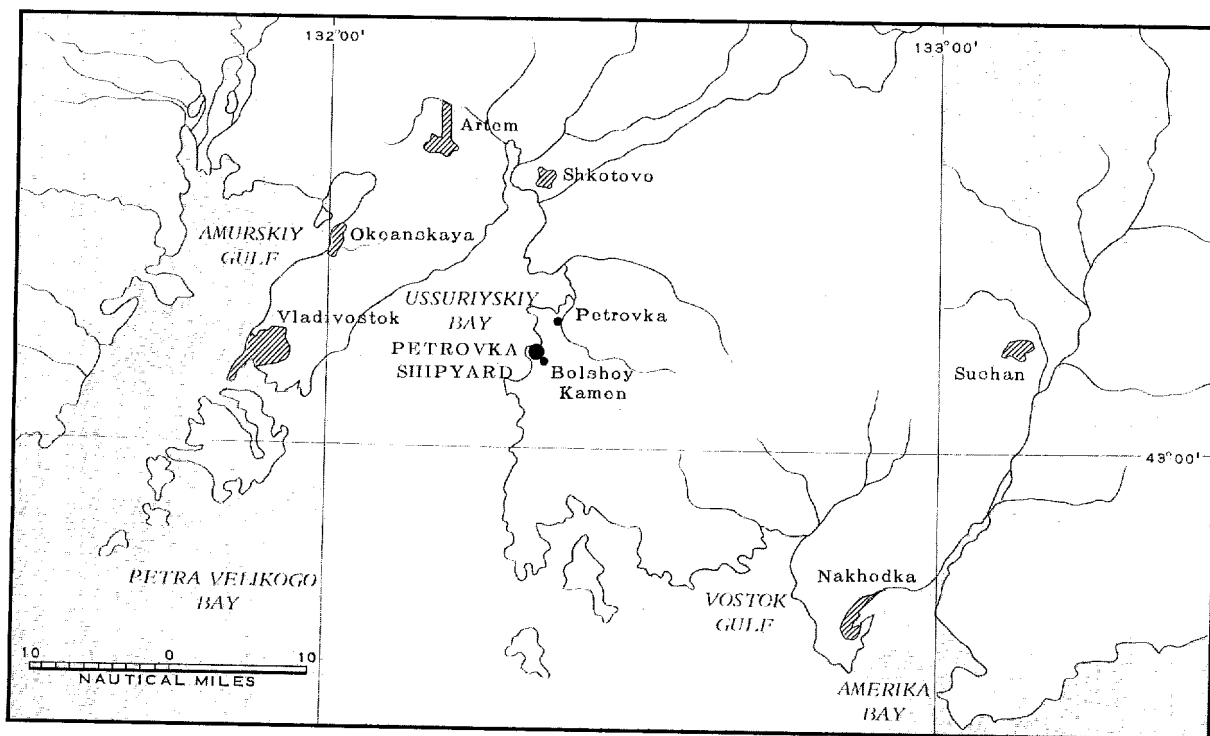 132°00'
133°00'
Artem
Shkotovo
AMURSKIY
GULF
Okeanskaya
USSURIYSKIY
BAY
Vladivostok
Petrovka
PETROVKA
SHIPYARD
Bolshoy
Kamen
Suchan
43°00'
PETRA VELIKOGO
BAY
Nakhodka
VOSTOK
GULF
10 0 10
NAUTICAL MILES
AMERIKA
BAY